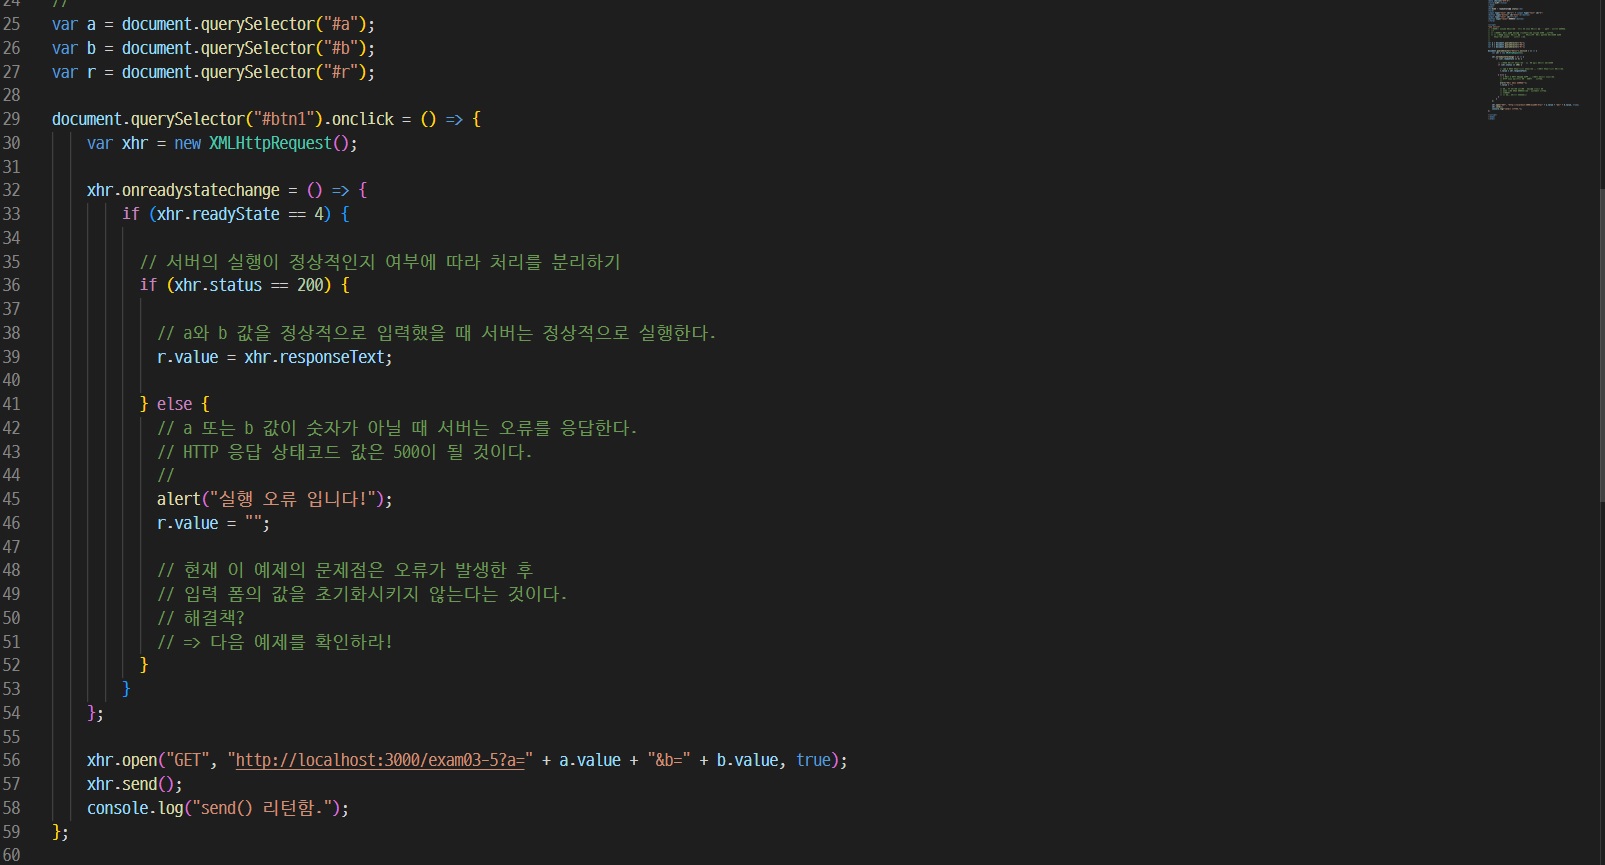 24 //
25 var a = document.querySelector("#a");
26 var b = document.querySelector("#b");
27 var r = document.querySelector("#r");
28
29 document.querySelector("#btn1").onclick = () => {
30 var xhr = new XMLHttpRequest();
31
32 xhr.onreadystatechange = () => {
33 if (xhr.readyState == 4) {
34
35 // 서버의 실행이 정상적인지 여부에 따라 처리를 분리하기
36 if (xhr.status == 200) {
37
38 // a와 b 값을 정상적으로 입력했을 때 서버는 정상적으로 실행한다.
39 r.value = xhr.responseText;
40
41 } else {
42 // a 또는 b 값이 숫자가 아닐 때 서버는 오류를 응답한다.
43 // HTTP 응답 상태코드 값은 500이 될 것이다.
44 //
45 alert("실행 오류 입니다!");
46 r.value = "";
47
48 // 현재 이 예제의 문제점은 오류가 발생한 후
49 // 입력 폼의 값을 초기화시키지 않는다는 것이다.
50 // 해결책?
51 // => 다음 예제를 확인하라!
52 }
53 }
54 };
55
56 xhr.open("GET", "http://localhost:3000/exam03-5?a=" + a.value + "&b=" + b.value, true);
57 xhr.send();
58 console.log("send() 리턴함.");
59 };
60